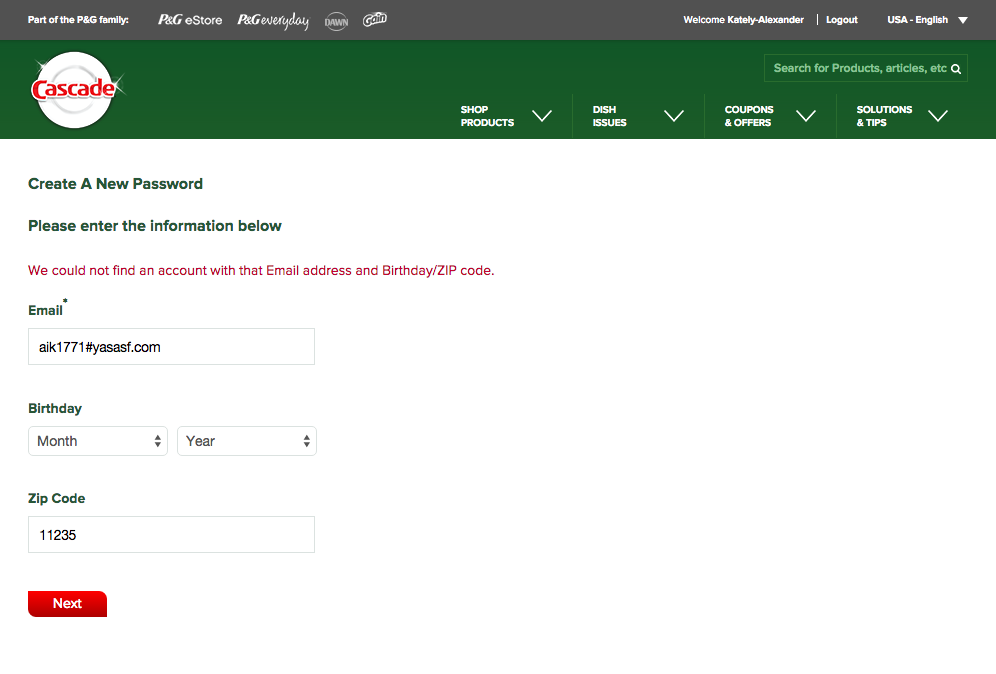 Part of the P&G family: P&G eStore P&G everyday DAWN Gain Welcome Kately-Alexander | Logout USA - English
Cascade
Search for Products, articles, etc
SHOP PRODUCTS
DISH ISSUES
COUPONS & OFFERS
SOLUTIONS & TIPS
Create A New Password
Please enter the information below
We could not find an account with that Email address and Birthday/ZIP code.
Email*
aik1771#yasasf.com
Birthday
Month Year
Zip Code
11235
Next